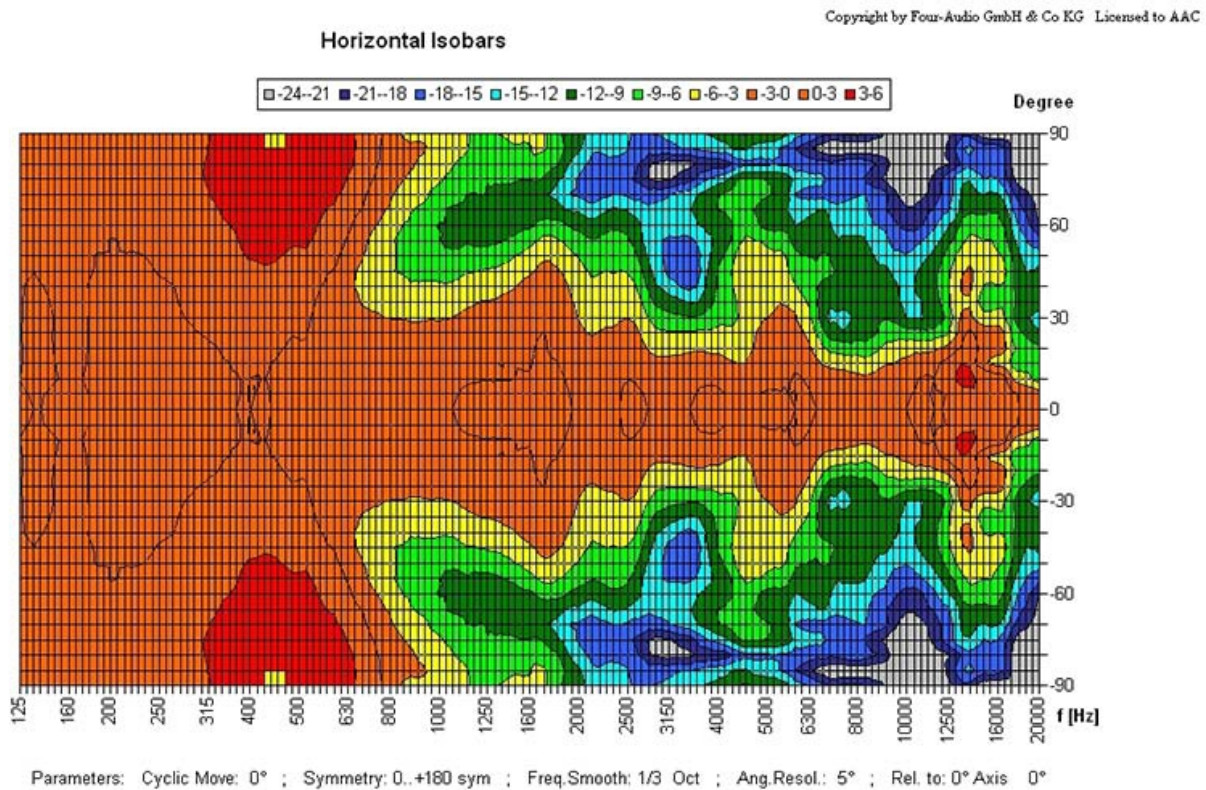 Copyright by Four-Audio GmbH & Co KG Licensed to AAC
Horizontal Isobars
-24--21 -21--18 -18--15 -15--12 -12--9 -9--6 -6--3 -3-0 0-3 3-6
Degree
90
60
30
0
-30
-60
-90
125 160 200 250 315 400 500 630 800 1000 1250 1600 2000 2500 3150 4000 5000 6300 8000 10000 12500 16000 20000
f [Hz]
Parameters: Cyclic Move: 0° ; Symmetry: 0..+180 sym ; Freq.Smooth: 1/3 Oct ; Ang.Resol.: 5° ; Rel. to: 0° Axis 0°